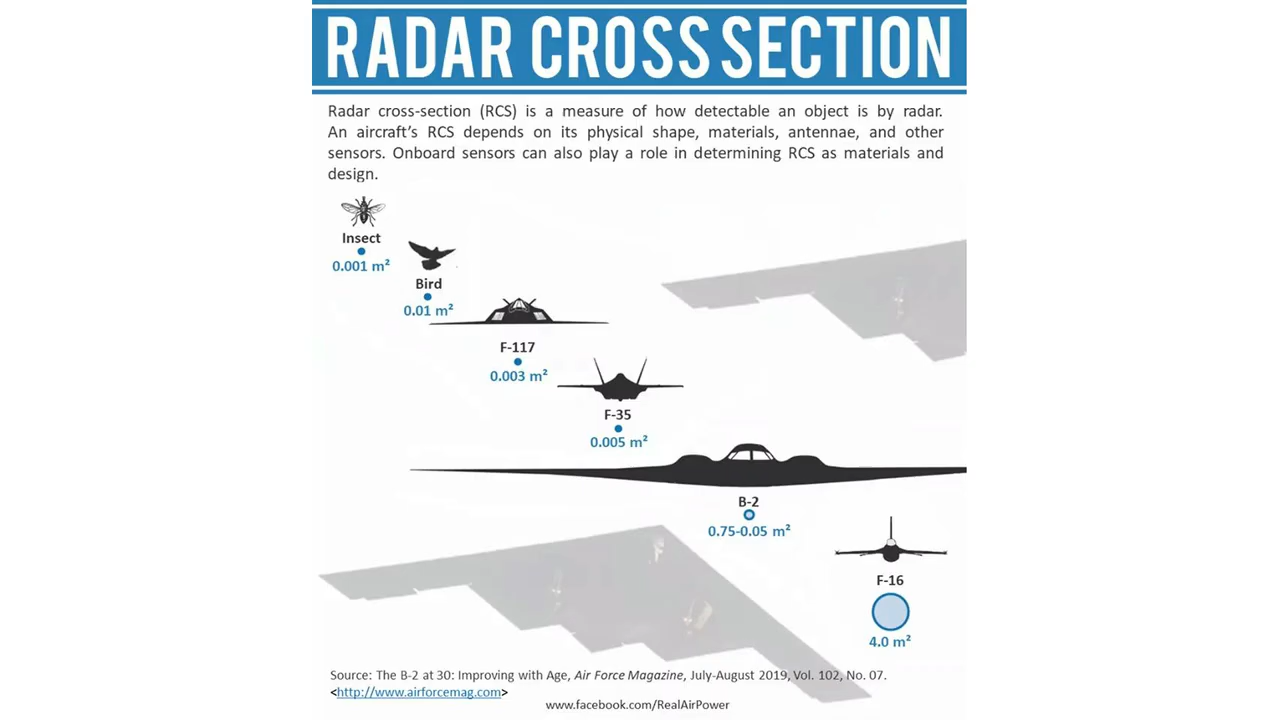 RADAR CROSS SECTION
Radar cross-section (RCS) is a measure of how detectable an object is by radar.
An aircraft’s RCS depends on its physical shape, materials, antennae, and other
sensors. Onboard sensors can also play a role in determining RCS as materials and
design.
Insect
0.001 m²
Bird
0.01 m²
F-117
0.003 m²
F-35
0.005 m²
B-2
0.75-0.05 m²
F-16
4.0 m²
Source: The B-2 at 30: Improving with Age, Air Force Magazine, July-August 2019, Vol. 102, No. 07.
<http://www.airforcemag.com>
www.facebook.com/RealAirPower